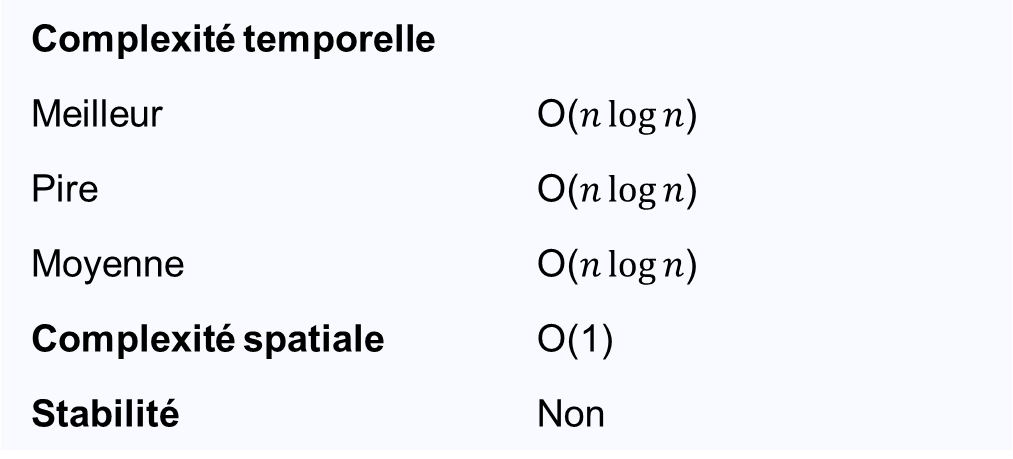 Complexité temporelle
Meilleur O(n log n)
Pire O(n log n)
Moyenne O(n log n)
Complexité spatiale O(1)
Stabilité Non